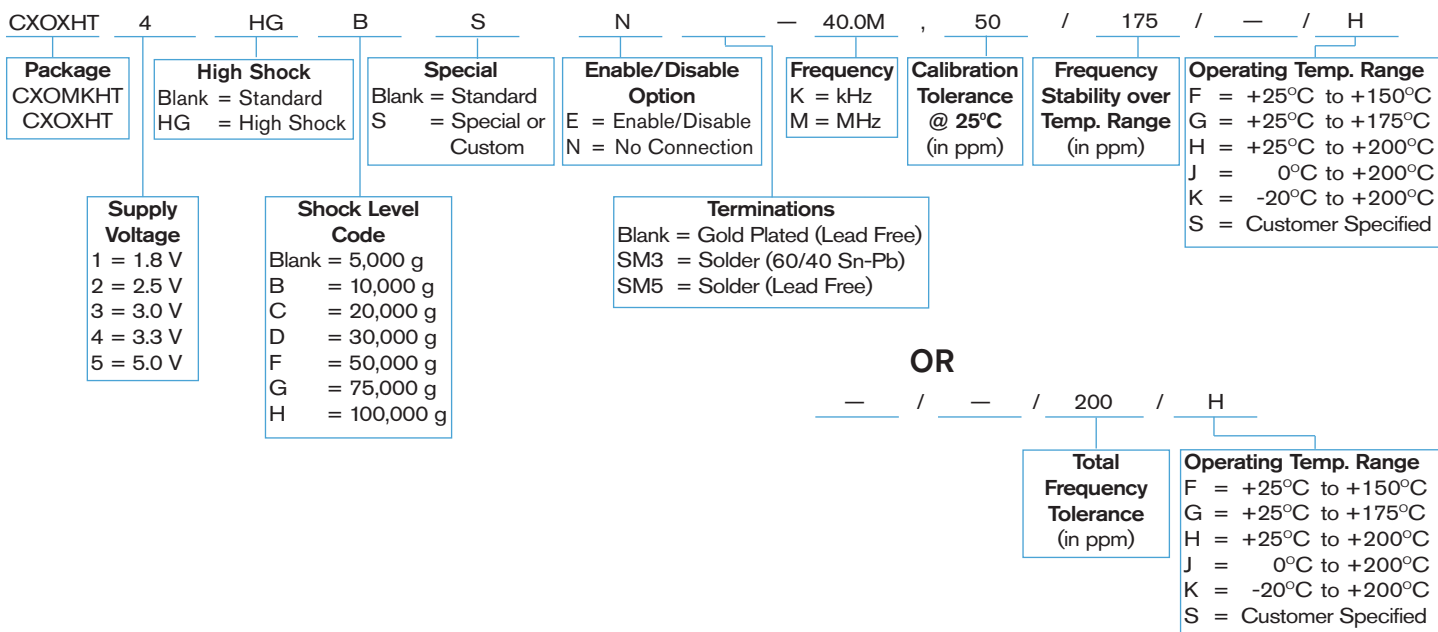 CXOXHT 4 HG B S N — 40.0M , 50 / 175 / — / H
Package
CXOMKHT
CXOXHT
High Shock
Blank = Standard
HG = High Shock
Special
Blank = Standard
S = Special or
Custom
Enable/Disable
Option
E = Enable/Disable
N = No Connection
Frequency
K = kHz
M = MHz
Calibration
Tolerance
@ 25°C
(in ppm)
Frequency
Stability over
Temp. Range
(in ppm)
Operating Temp. Range
F = +25°C to +150°C
G = +25°C to +175°C
H = +25°C to +200°C
J = 0°C to +200°C
K = -20°C to +200°C
S = Customer Specified
Supply
Voltage
1 = 1.8 V
2 = 2.5 V
3 = 3.0 V
4 = 3.3 V
5 = 5.0 V
Shock Level
Code
Blank = 5,000 g
B = 10,000 g
C = 20,000 g
D = 30,000 g
F = 50,000 g
G = 75,000 g
H = 100,000 g
Terminations
Blank = Gold Plated (Lead Free)
SM3 = Solder (60/40 Sn-Pb)
SM5 = Solder (Lead Free)
OR
— / — / 200 / H
Total
Frequency
Tolerance
(in ppm)
Operating Temp. Range
F = +25°C to +150°C
G = +25°C to +175°C
H = +25°C to +200°C
J = 0°C to +200°C
K = -20°C to +200°C
S = Customer Specified